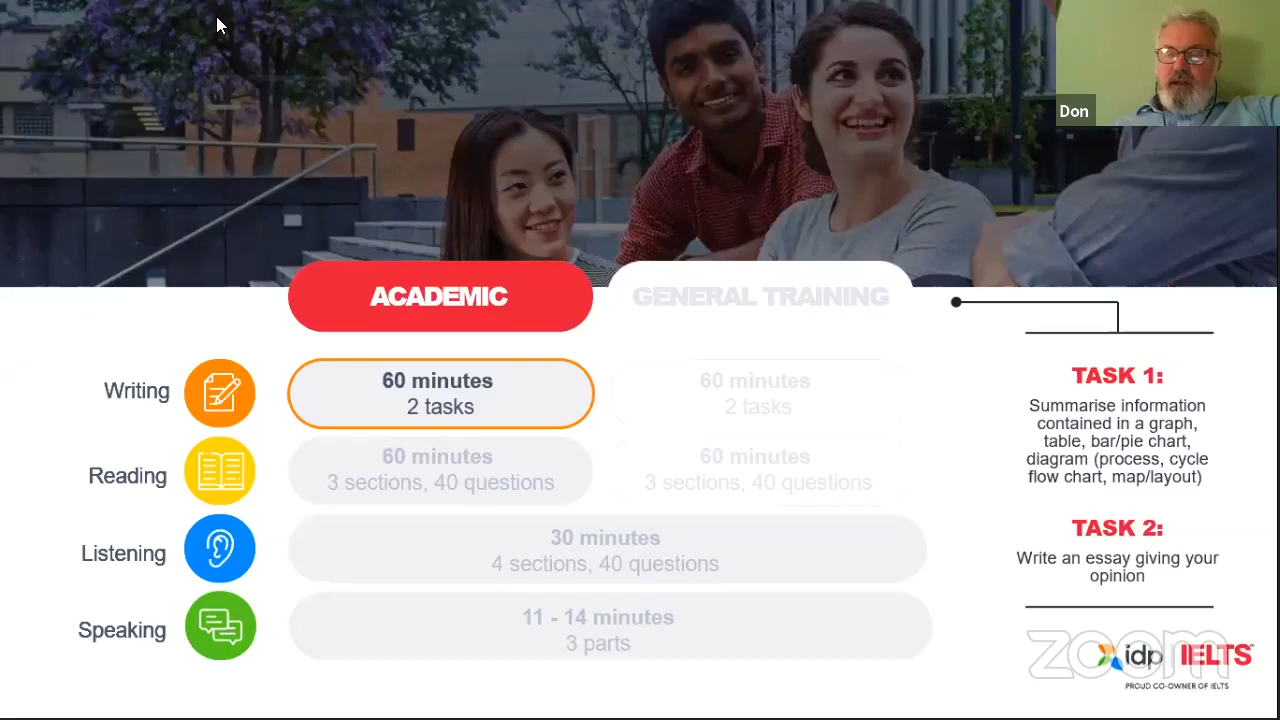 Don
ACADEMIC
GENERAL TRAINING
Writing
60 minutes
2 tasks
60 minutes
2 tasks
Reading
60 minutes
3 sections, 40 questions
60 minutes
3 sections, 40 questions
Listening
30 minutes
4 sections, 40 questions
Speaking
11 - 14 minutes
3 parts
TASK 1:
Summarise information
contained in a graph,
table, bar/pie chart,
diagram (process, cycle
flow chart, map/layout)
TASK 2:
Write an essay giving your
opinion
zoom
idp IELTS
PROUD CO-OWNER OF IELTS